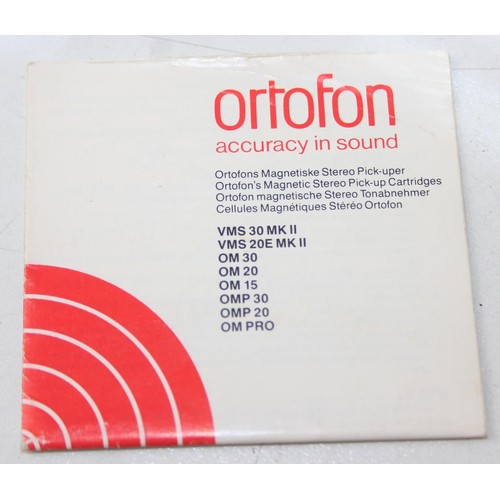 ortofon
accuracy in sound
Ortofons Magnetiske Stereo Pick-uper
Ortofon's Magnetic Stereo Pick-up Cartridges
Ortofon magnetische Stereo Tonabnehmer
Cellules Magnétiques Stéréo Ortofon
VMS 30 MK II
VMS 20E MK II
OM 30
OM 20
OM 15
OMP 30
OMP 20
OM PRO